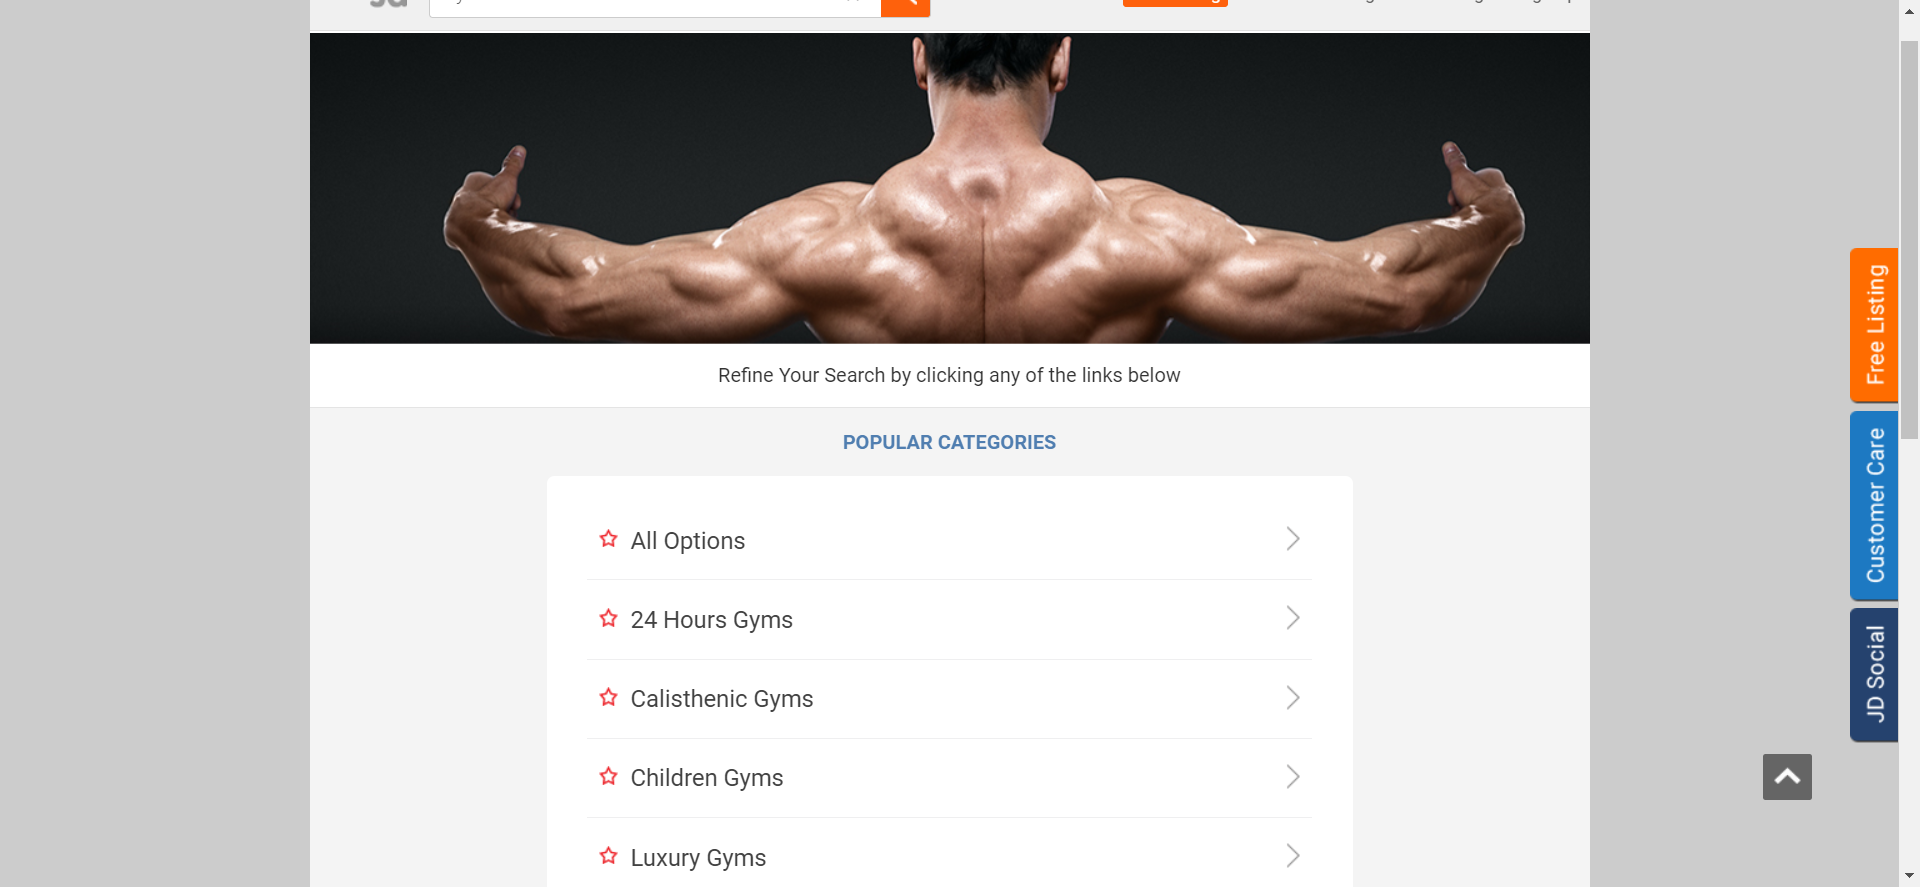 Refine Your Search by clicking any of the links below
POPULAR CATEGORIES
All Options
24 Hours Gyms
Calisthenic Gyms
Children Gyms
Luxury Gyms
Free Listing
Customer Care
JD Social